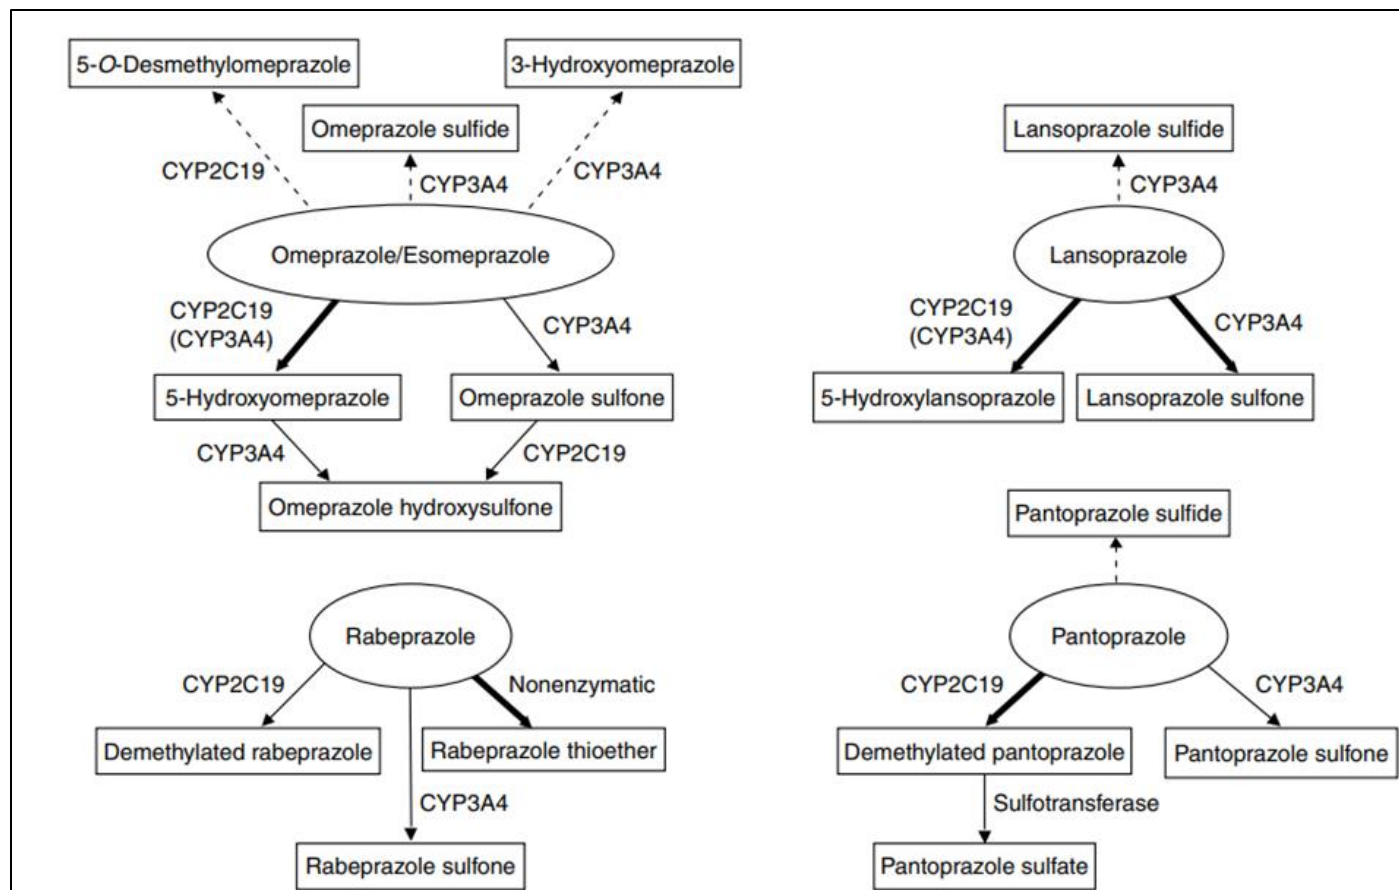 5-O-Desmethylomeprazole
3-Hydroxyomeprazole
Omeprazole sulfide
CYP2C19
CYP3A4
CYP3A4
Omeprazole/Esomeprazole
CYP2C19
(CYP3A4)
CYP3A4
5-Hydroxyomeprazole
Omeprazole sulfone
CYP3A4
CYP2C19
Omeprazole hydroxysulfone
Lansoprazole sulfide
CYP3A4
Lansoprazole
CYP2C19
(CYP3A4)
CYP3A4
5-Hydroxylansoprazole
Lansoprazole sulfone
Rabeprazole
CYP2C19
Nonenzymatic
Demethylated rabeprazole
Rabeprazole thioether
CYP3A4
Rabeprazole sulfone
Pantoprazole sulfide
Pantoprazole
CYP2C19
CYP3A4
Demethylated pantoprazole
Pantoprazole sulfone
Sulfotransferase
Pantoprazole sulfate